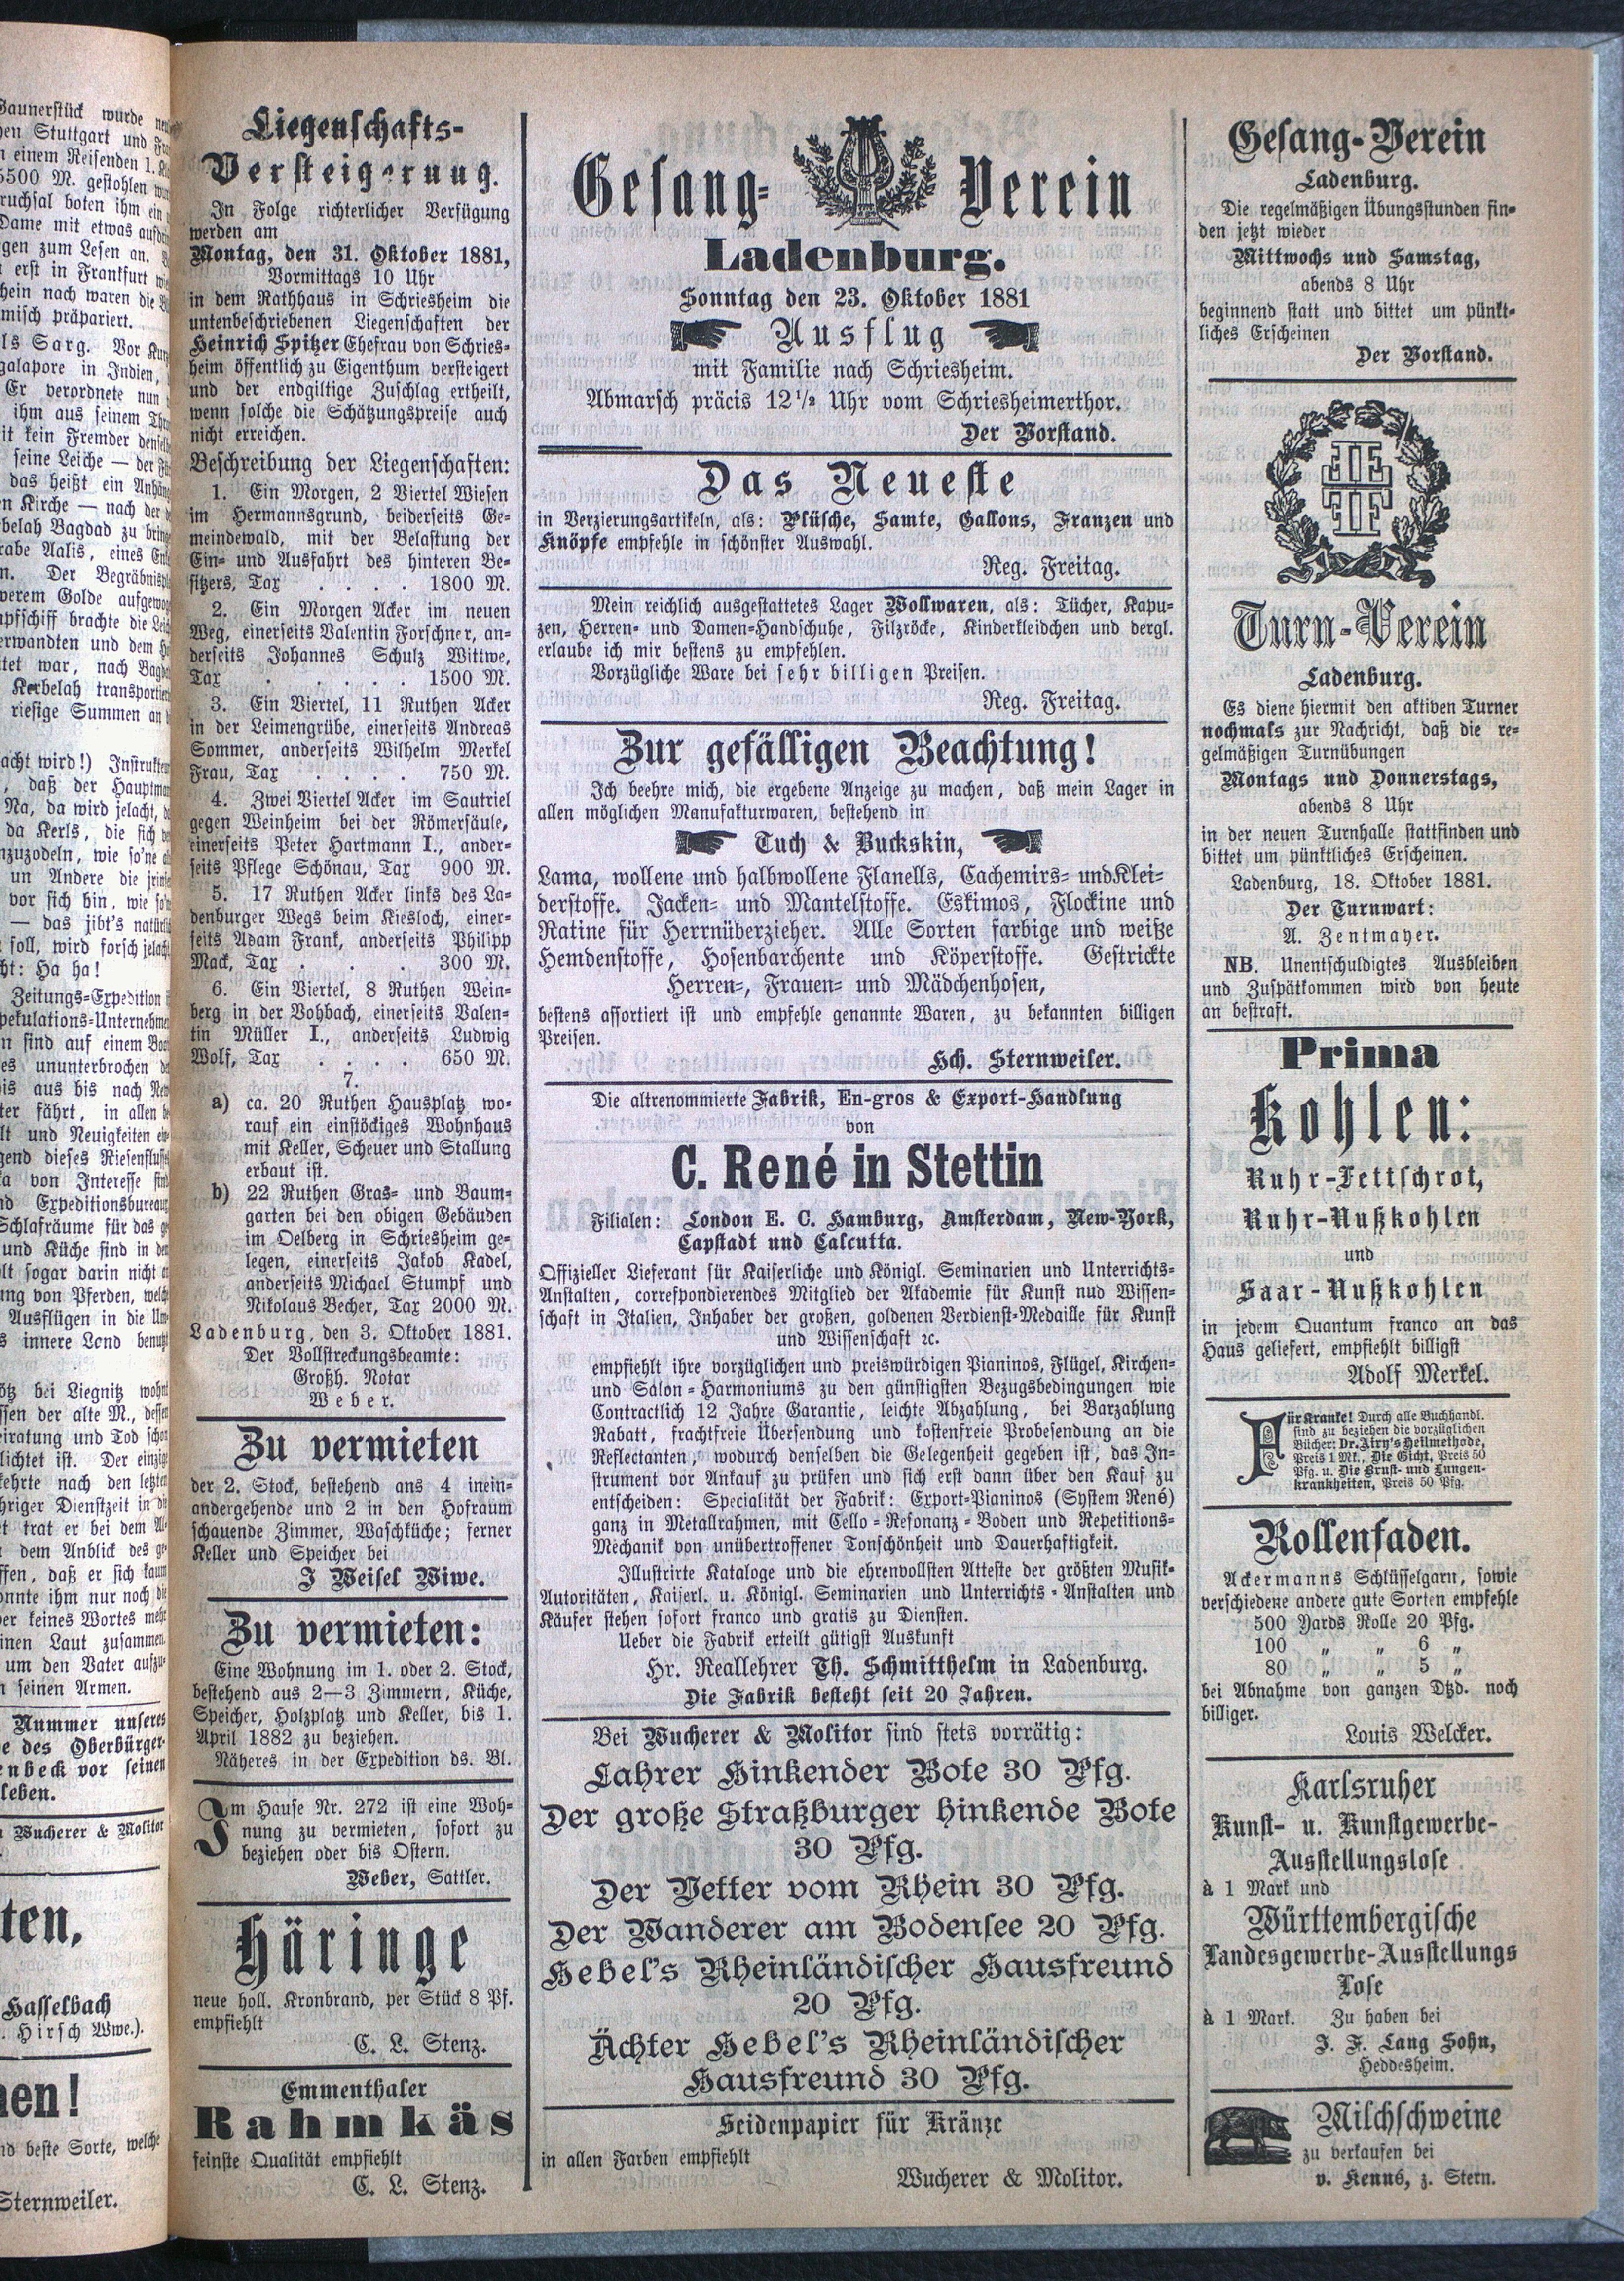 Liegenschafts-
Versteigerung.
In Folge richterlicher Verfügung
werden am
Montag, den 31. Oktober 1881,
Vormittags 10 Uhr
in dem Rathhaus in Schriesheim die
untenbeschriebenen Liegenschaften der
Heinrich Spitzer Ehefrau von Schries-
heim öffentlich zu Eigenthum versteigert
und der endgiltige Zuschlag ertheilt,
wenn solche die Schätzungspreise auch
nicht erreichen.
Beschreibung der Liegenschaften:
1. Ein Morgen, 2 Viertel Wiesen
im Hermannsgrund, beiderseits Ge-
meindewald, mit der Belastung der
Ein- und Ausfahrt des hinteren Be-
sitzers, Tax . . . . 1800 M.
2. Ein Morgen Acker im neuen
Weg, einerseits Valentin Forschner, an-
derseits Johannes Schulz Wittwe,
Tax . . . . . 1500 M.
3. Ein Viertel, 11 Ruthen Acker
in der Leimengrübe, einerseits Andreas
Sommer, anderseits Wilhelm Merkel
Frau, Tax . . . . 750 M.
4. Zwei Viertel Acker im Sautriel
gegen Weinheim bei der Römersäule,
einerseits Peter Hartmann I., ander-
seits Pflege Schönau, Tax 900 M.
5. 17 Ruthen Acker links des La-
denburger Wegs beim Kiesloch, einer-
seits Adam Frank, anderseits Philipp
Mack, Tax . . . . 300 M.
6. Ein Viertel, 8 Ruthen Wein-
berg in der Vohbach, einerseits Valen-
tin Müller I., anderseits Ludwig
Wolf, Tax . . . . 650 M.
7.
a) ca. 20 Ruthen Hausplatz wo-
rauf ein einstöckiges Wohnhaus
mit Keller, Scheuer und Stallung
erbaut ist.
b) 22 Ruthen Gras- und Baum-
garten bei den obigen Gebäuden
im Oelberg in Schriesheim ge-
legen, einerseits Jakob Kadel,
anderseits Michael Stumpf und
Nikolaus Becher, Tax 2000 M.
Ladenburg, den 3. Oktober 1881.
Der Vollstreckungsbeamte:
Großh. Notar
Weber.
Zu vermieten
der 2. Stock, bestehend ans 4 inein-
andergehende und 2 in den Hofraum
schauende Zimmer, Waschküche; ferner
Keller und Speicher bei
J Weisel Wiwe.
Zu vermieten:
Eine Wohnung im 1. oder 2. Stock,
bestehend aus 2—3 Zimmern, Küche,
Speicher, Holzplatz und Keller, bis 1.
April 1882 zu beziehen.
Näheres in der Expedition ds. Bl.
Im Hause Nr. 272 ist eine Woh-
nung zu vermieten, sofort zu
beziehen oder bis Ostern.
Weber, Sattler.
Häringe
neue holl. Kronbrand, per Stück 8 Pf.
empfiehlt
C. L. Stenz.
Emmenthaler
Rahmkäs
feinste Qualität empfiehlt
C. L. Stenz.
Gesang-Verein
Ladenburg.
Sonntag den 23. Oktober 1881
Ausflug
mit Familie nach Schriesheim.
Abmarsch präcis 12 1/2 Uhr vom Schriesheimerthor.
Der Vorstand.
Das Neueste
in Verzierungsartikeln, als: Plüsche, Samte, Gallons, Franzen und
Knöpfe empfehle in schönster Auswahl.
Reg. Freitag.
Mein reichlich ausgestattetes Lager Wollwaren, als: Tücher, Kapu-
zen, Herren- und Damen-Handschuhe, Filzröcke, Kinderkleidchen und dergl.
erlaube ich mir bestens zu empfehlen.
Vorzügliche Ware bei sehr billigen Preisen.
Reg. Freitag.
Zur gefälligen Beachtung!
Ich beehre mich, die ergebene Anzeige zu machen, daß mein Lager in
allen möglichen Manufakturwaren, bestehend in
Tuch & Buckskin,
Lama, wollene und halbwollene Flanells, Cachemirs- undKlei-
derstoffe. Jacken- und Mantelstoffe. Eskimos, Flockine und
Ratine für Herrnüberzieher. Alle Sorten farbige und weiße
Hemdenstoffe, Hosenbarchente und Köperstoffe. Gestrickte
Herren-, Frauen- und Mädchenhosen,
bestens assortiert ist und empfehle genannte Waren, zu bekannten billigen
Preisen.
Hch. Sternweiler.
Die altrenommierte Fabrik, En-gros & Export-Handlung
von
C. René in Stettin
Filialen: London E. C. Hamburg, Amsterdam, New-York,
Capstadt und Calcutta.
Offizieller Lieferant für Kaiserliche und Königl. Seminarien und Unterrichts-
Anstalten, correspondierendes Mitglied der Akademie für Kunst nud Wissen-
schaft in Italien, Inhaber der großen, goldenen Verdienst-Medaille für Kunst
und Wissenschaft ꝛc.
empfiehlt ihre vorzüglichen und preiswürdigen Pianinos, Flügel, Kirchen-
und Salon-Harmoniums zu den günstigsten Bezugsbedingungen wie
Contractlich 12 Jahre Garantie, leichte Abzahlung, bei Barzahlung
Rabatt, frachtfreie Übersendung und kostenfreie Probesendung an die
Reflectanten, wodurch denselben die Gelegenheit gegeben ist, das In-
strument vor Ankauf zu prüfen und sich erst dann über den Kauf zu
entscheiden: Specialität der Fabrik: Export-Pianinos (System René)
ganz in Metallrahmen, mit Cello-Resonanz-Boden und Repetitions-
Mechanik von unübertroffener Tonschönheit und Dauerhaftigkeit.
Illustrirte Kataloge und die ehrenvollsten Atteste der größten Musik-
Autoritäten, Kaiserl. u. Königl. Seminarien und Unterrichts-Anstalten und
Käufer stehen sofort franco und gratis zu Diensten.
Ueber die Fabrik erteilt gütigst Auskunft
Hr. Reallehrer Th. Schmitthelm in Ladenburg.
Die Fabrik besteht seit 20 Jahren.
Bei Wucherer & Molitor sind stets vorrätig:
Lahrer Hinkender Bote 30 Pfg.
Der große Straßburger hinkende Bote
30 Pfg.
Der Vetter vom Rhein 30 Pfg.
Der Wanderer am Bodensee 20 Pfg.
Hebel's Rheinländischer Hausfreund
20 Pfg.
Ächter Hebel's Rheinländischer
Hausfreund 30 Pfg.
Seidenpapier für Kränze
in allen Farben empfiehlt
Wucherer & Molitor.
Gesang-Verein
Ladenburg.
Die regelmäßigen Übungsstunden fin-
den jetzt wieder
Mittwochs und Samstag,
abends 8 Uhr
beginnend statt und bittet um pünkt-
liches Erscheinen
Der Vorstand.
Turn-Verein
Ladenburg.
Es diene hiermit den aktiven Turner
nochmals zur Nachricht, daß die re-
gelmäßigen Turnübungen
Montags und Donnerstags,
abends 8 Uhr
in der neuen Turnhalle stattfinden und
bittet um pünktliches Erscheinen.
Ladenburg, 18. Oktober 1881.
Der Turnwart:
A. Zentmayer.
NB. Unentschuldigtes Ausbleiben
und Zuspätkommen wird von heute
an bestraft.
Prima
Kohlen:
Ruhr-Fettschrot,
Ruhr-Nußkohlen
und
Saar-Nußkohlen
in jedem Quantum franco an das
Haus geliefert, empfiehlt billigst
Adolf Merkel.
Für Kranke! Durch alle Buchhandl.
sind zu beziehen die vorzüglichen
Bücher: Dr. Airy's Heilmethode,
Preis 1 Mk., Die Gicht, Preis 50
Pfg. u. Die Brust- und Lungen-
krankheiten, Preis 50 Pfg.
Rollenfaden.
Ackermanns Schlüsselgarn, sowie
verschiedene andere gute Sorten empfehle
500 Yards Rolle 20 Pfg.
100 „ „ 6 „
80 „ „ 5 „
bei Abnahme von ganzen Dtzd. noch
billiger.
Louis Welcker.
Karlsruher
Kunst- u. Kunstgewerbe-
Ausstellungslose
à 1 Mark und
Württembergische
Landesgewerbe-Ausstellungs
Lose
à 1 Mark. Zu haben bei
J. F. Lang Sohn,
Heddesheim.
Milchschweine
zu verkaufen bei
v. Kenné, z. Stern.